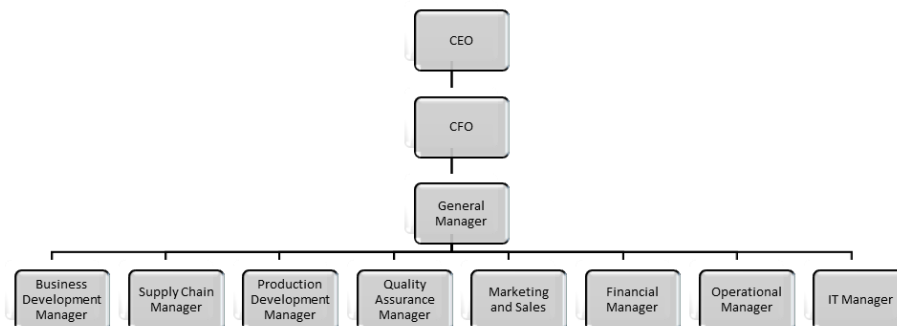 CEO
CFO
General
Manager
Business
Development
Manager
Supply Chain
Manager
Production
Development
Manager
Quality
Assurance
Manager
Marketing
and Sales
Financial
Manager
Operational
Manager
IT Manager